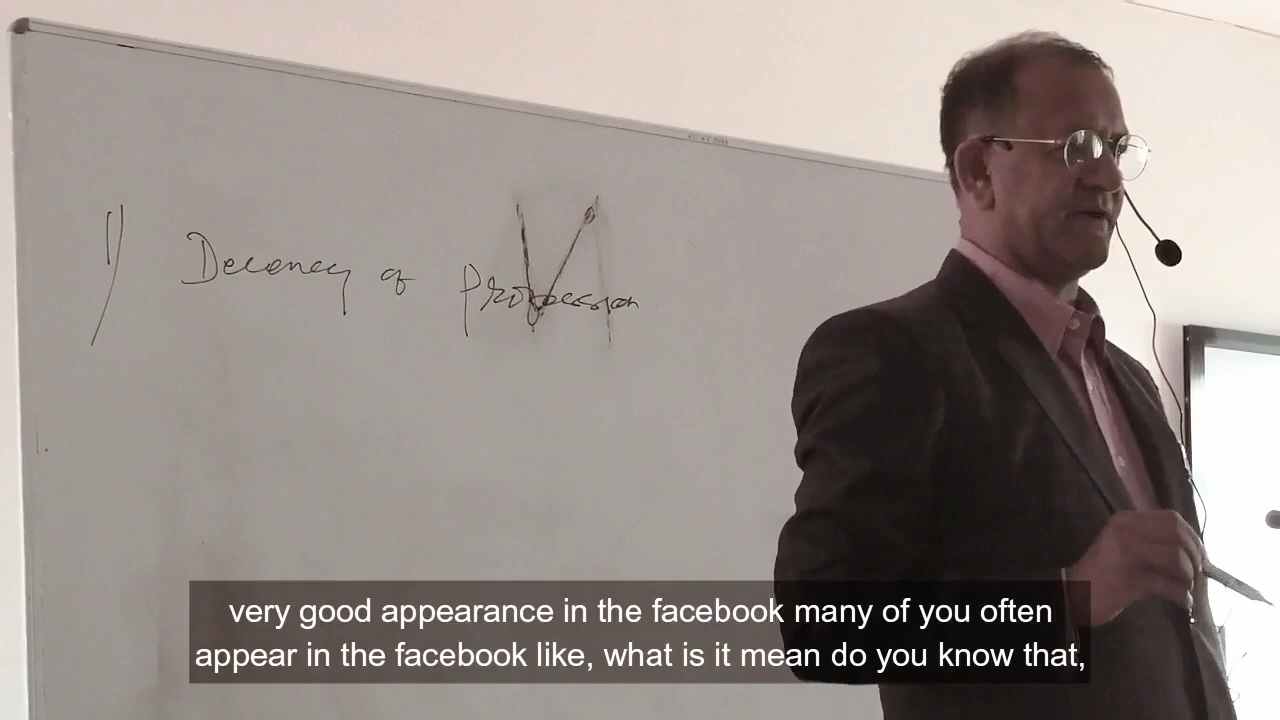 1) Decency of Profession
very good appearance in the facebook many of you often
appear in the facebook like, what is it mean do you know that,